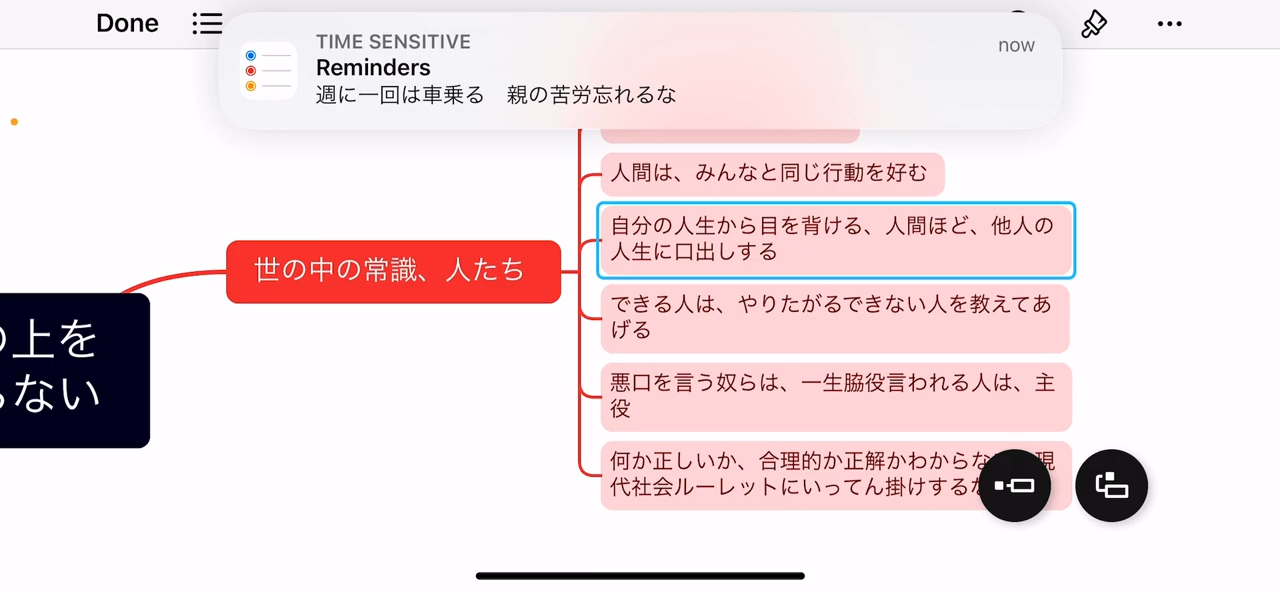 Done
TIME SENSITIVE
now
Reminders
週に一回は車乗る 親の苦労忘れるな
人間は、みんなと同じ行動を好む
自分の人生から目を背ける、人間ほど、他人の
人生に口出しする
世の中の常識、人たち
できる人は、やりたがるできない人を教えてあ
げる
の上を
らない
悪口を言う奴らは、一生脇役言われる人は、主
役
何か正しいか、合理的か正解かわからな 現
代社会ルーレットにいってん掛けするな